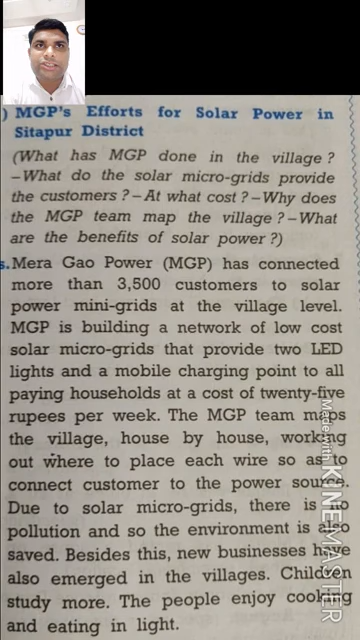 ) MGP's Efforts for Solar Power in
Sitapur District
(What has MGP done in the village ?
–What do the solar micro-grids provide
the customers ? – At what cost ? – Why does
the MGP team map the village ? – What
are the benefits of solar power ?)
s. Mera Gao Power (MGP) has connected
more than 3,500 customers to solar
power mini-grids at the village level.
MGP is building a network of low cost
solar micro-grids that provide two LED
lights and a mobile charging point to all
paying households at a cost of twenty-five
rupees per week. The MGP team maps
the village, house by house, working
out where to place each wire so as to
connect customer to the power source.
Due to solar micro-grids, there is no
pollution and so the environment is also
saved. Besides this, new businesses have
also emerged in the villages. Children
study more. The people enjoy cooking
and eating in light.
Made with KINEMASTER